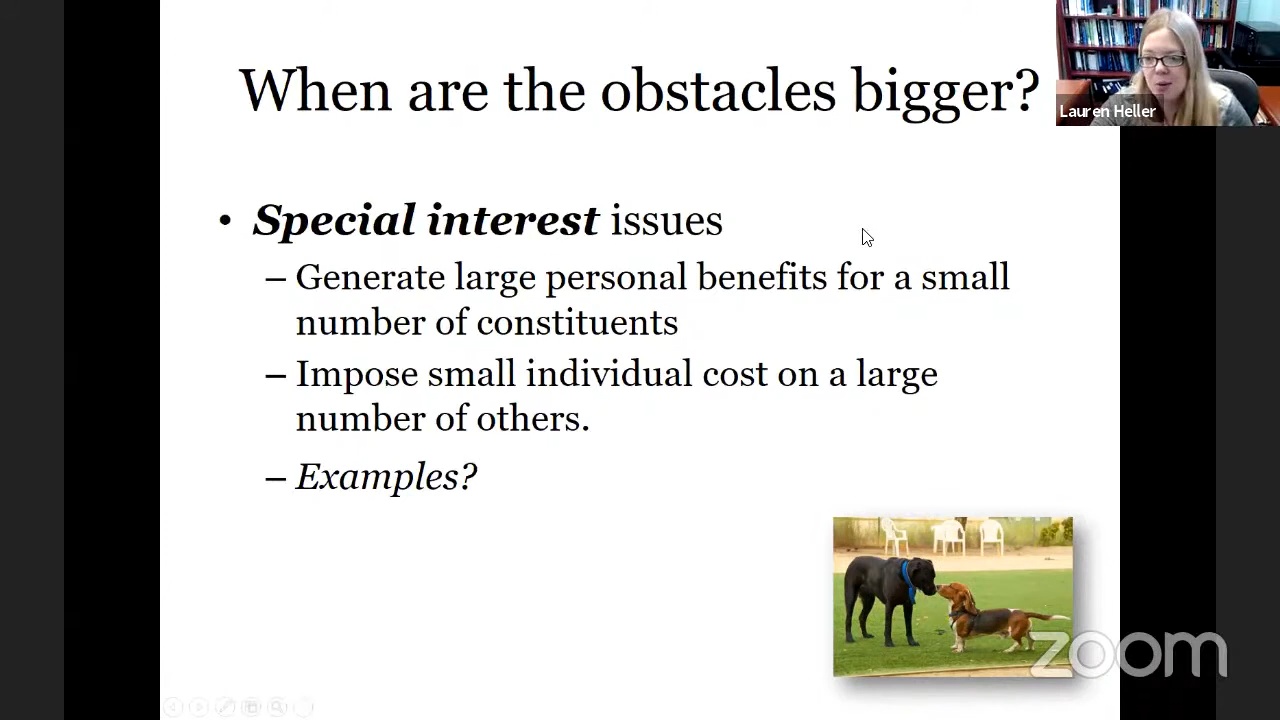 When are the obstacles bigger?
Lauren Heller
• Special interest issues
– Generate large personal benefits for a small
number of constituents
– Impose small individual cost on a large
number of others.
– Examples?
zoom